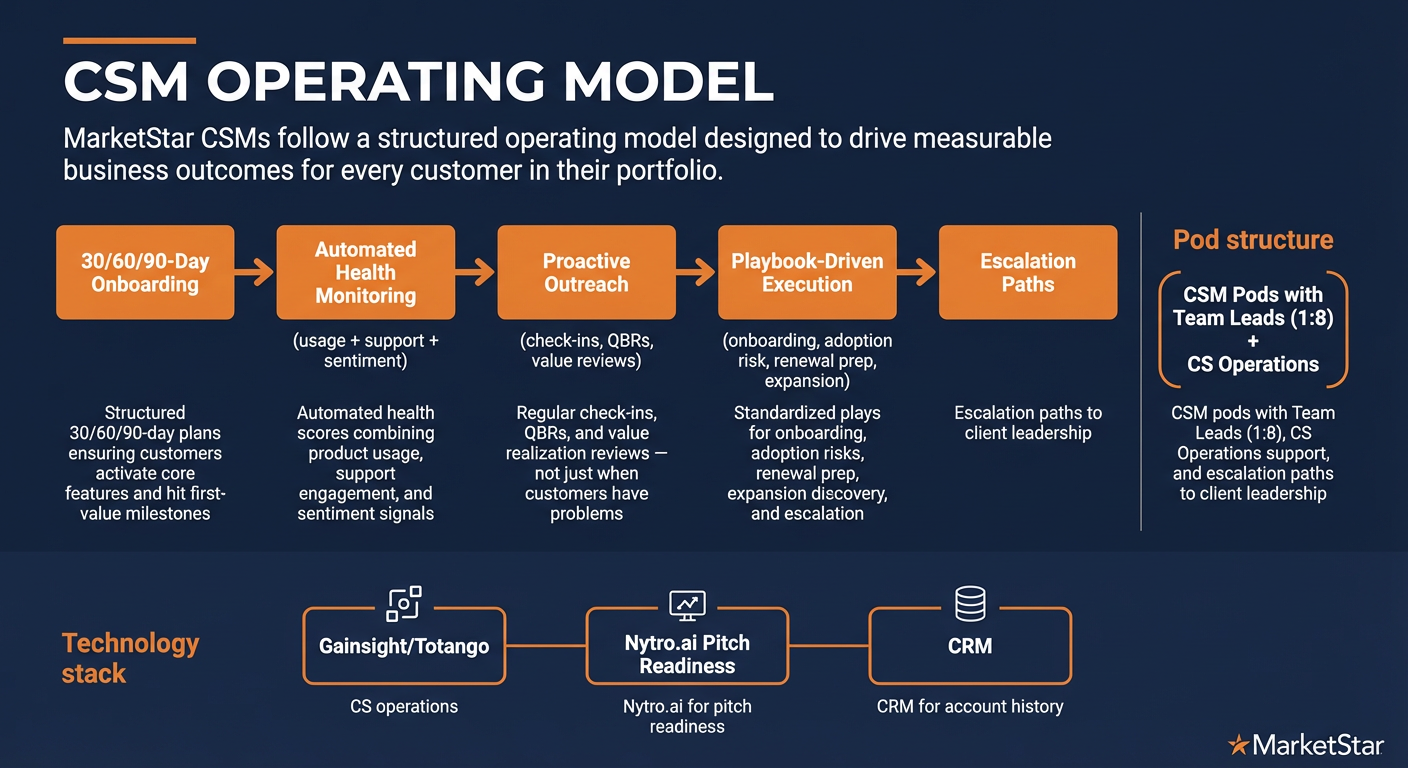 CSM OPERATING MODEL
MarketStar CSMs follow a structured operating model designed to drive measurable
business outcomes for every customer in their portfolio.
30/60/90-Day
Onboarding
Structured
30/60/90-day plans
ensuring customers
activate core
features and hit first-
value milestones
Automated
Health
Monitoring
(usage + support +
sentiment)
Automated health
scores combining
product usage,
support
engagement, and
sentiment signals
Proactive
Outreach
(check-ins, QBRs,
value reviews)
Regular check-ins,
QBRs, and value
realization reviews —
not just when
customers have
problems
Playbook-Driven
Execution
(onboarding, adoption
risk, renewal prep,
expansion)
Standardized plays
for onboarding,
adoption risks,
renewal prep,
expansion discovery,
and escalation
Escalation
Paths
Escalation paths to
client leadership
Pod structure
CSM Pods with
Team Leads (1:8)
+
CS Operations
CSM pods with Team
Leads (1:8), CS
Operations support,
and escalation paths
to client leadership
Technology
stack
Gainsight/Totango
CS operations
Nytro.ai Pitch
Readiness
Nytro.ai for pitch
readiness
CRM
CRM for account history
MarketStar